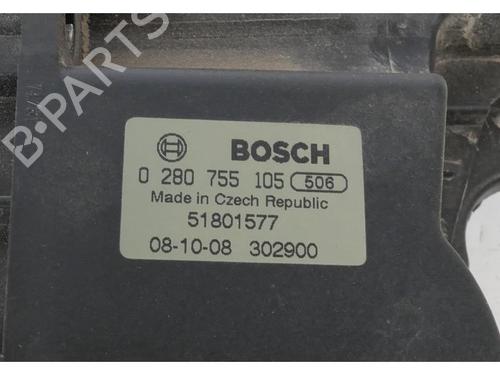 BOSCH
0 280 755 105 506
Made in Czech Republic
51801577
08-10-08 302900
B-PARTS